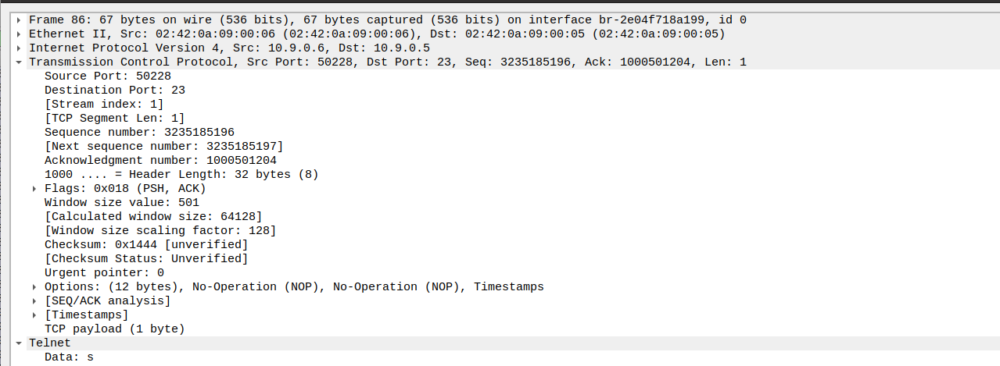 Frame 86: 67 bytes on wire (536 bits), 67 bytes captured (536 bits) on interface br-2e04f718a199, id 0
Ethernet II, Src: 02:42:0a:09:00:06 (02:42:0a:09:00:06), Dst: 02:42:0a:09:00:05 (02:42:0a:09:00:05)
Internet Protocol Version 4, Src: 10.9.0.6, Dst: 10.9.0.5
Transmission Control Protocol, Src Port: 50228, Dst Port: 23, Seq: 3235185196, Ack: 1000501204, Len: 1
Source Port: 50228
Destination Port: 23
[Stream index: 1]
[TCP Segment Len: 1]
Sequence number: 3235185196
[Next sequence number: 3235185197]
Acknowledgment number: 1000501204
1000 .... = Header Length: 32 bytes (8)
Flags: 0x018 (PSH, ACK)
Window size value: 501
[Calculated window size: 64128]
[Window size scaling factor: 128]
Checksum: 0x1444 [unverified]
[Checksum Status: Unverified]
Urgent pointer: 0
Options: (12 bytes), No-Operation (NOP), No-Operation (NOP), Timestamps
[SEQ/ACK analysis]
[Timestamps]
TCP payload (1 byte)
Telnet
Data: s